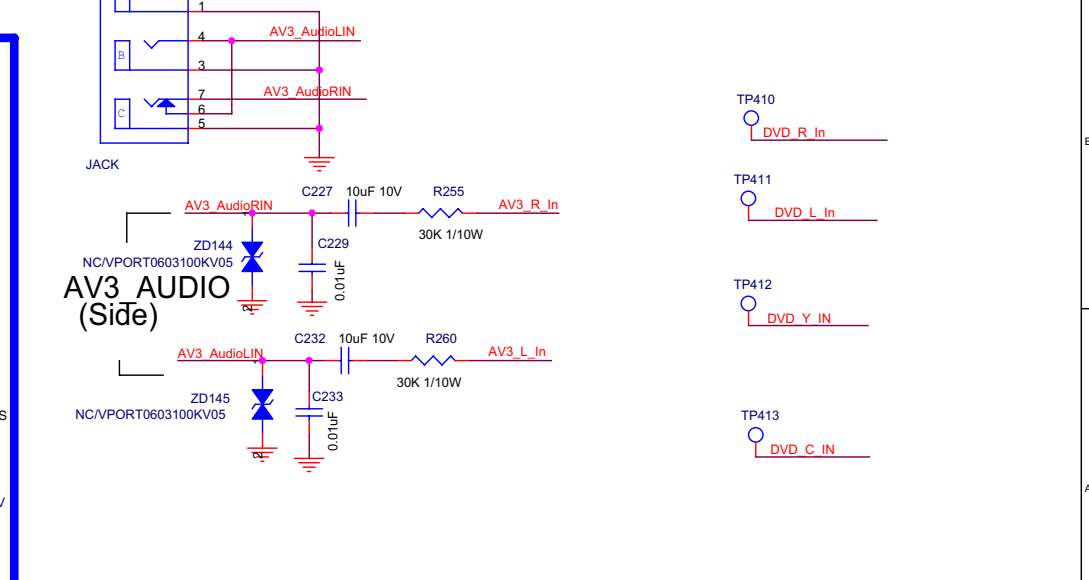 1
4
AV3_AudioLIN
B
3
7
AV3_AudioRIN
C
6
5
JACK
TP410
DVD_R_In
TP411
DVD_L_In
TP412
DVD_Y_IN
TP413
DVD_C_IN
C227
10uF 10V
R255
AV3_AudioRIN
AV3_R_In
1
30K 1/10W
ZD144
C229
NC/VPORT0603100KV05
0.01uF
2
AV3_AUDIO
(Side)
C232
10uF 10V
R260
AV3_AudioLIN
AV3_L_In
1
30K 1/10W
ZD145
C233
NC/VPORT0603100KV05
0.01uF
2
S
A